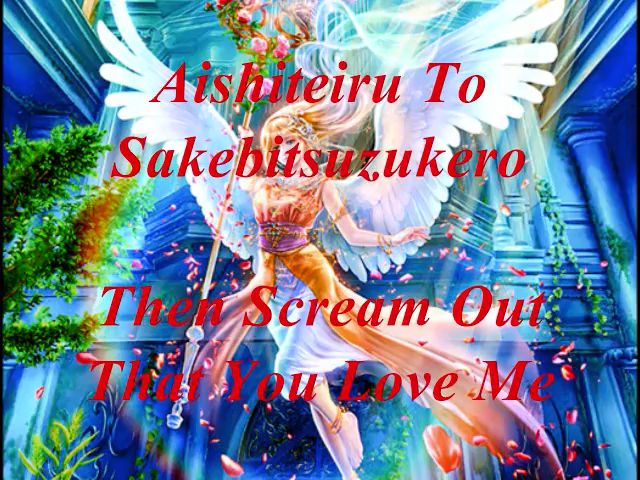 Aishiteiru To
Sakebitsuzukero
Then Scream Out
That You Love Me